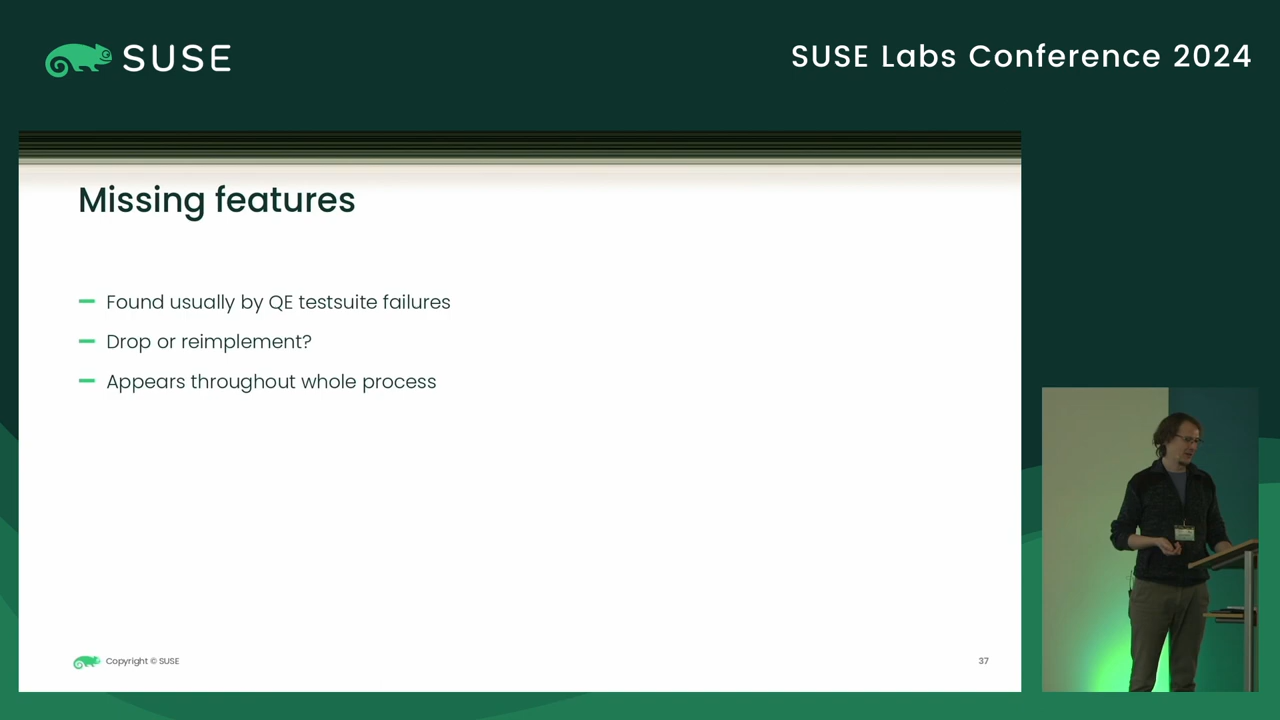 SUSE
SUSE Labs Conference 2024
Missing features
Found usually by QE testsuite failures
Drop or reimplement?
Appears throughout whole process
Copyright © SUSE
37